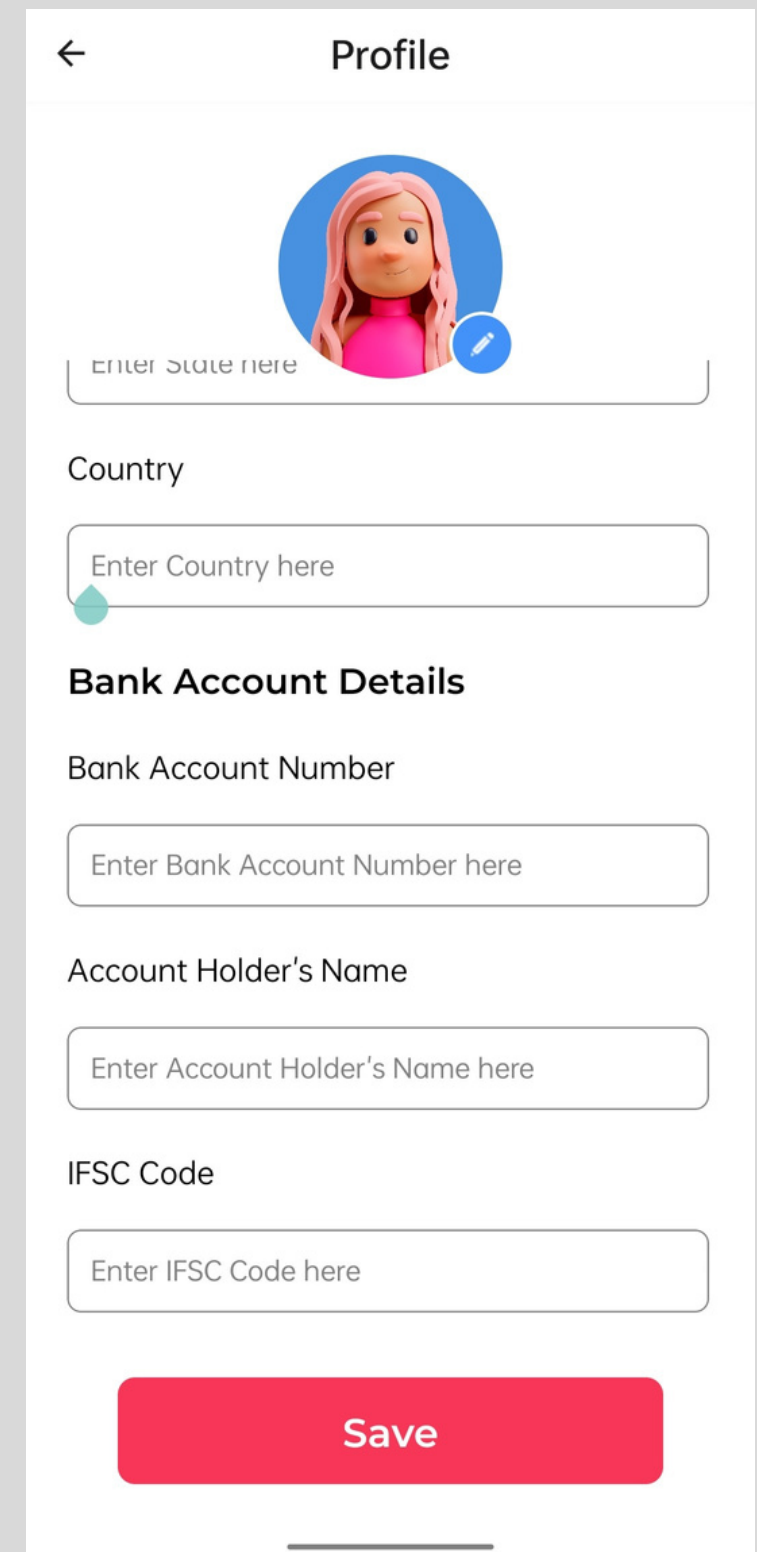 Profile
Enter State here
Country
Enter Country here
Bank Account Details
Bank Account Number
Enter Bank Account Number here
Account Holder's Name
Enter Account Holder's Name here
IFSC Code
Enter IFSC Code here
Save